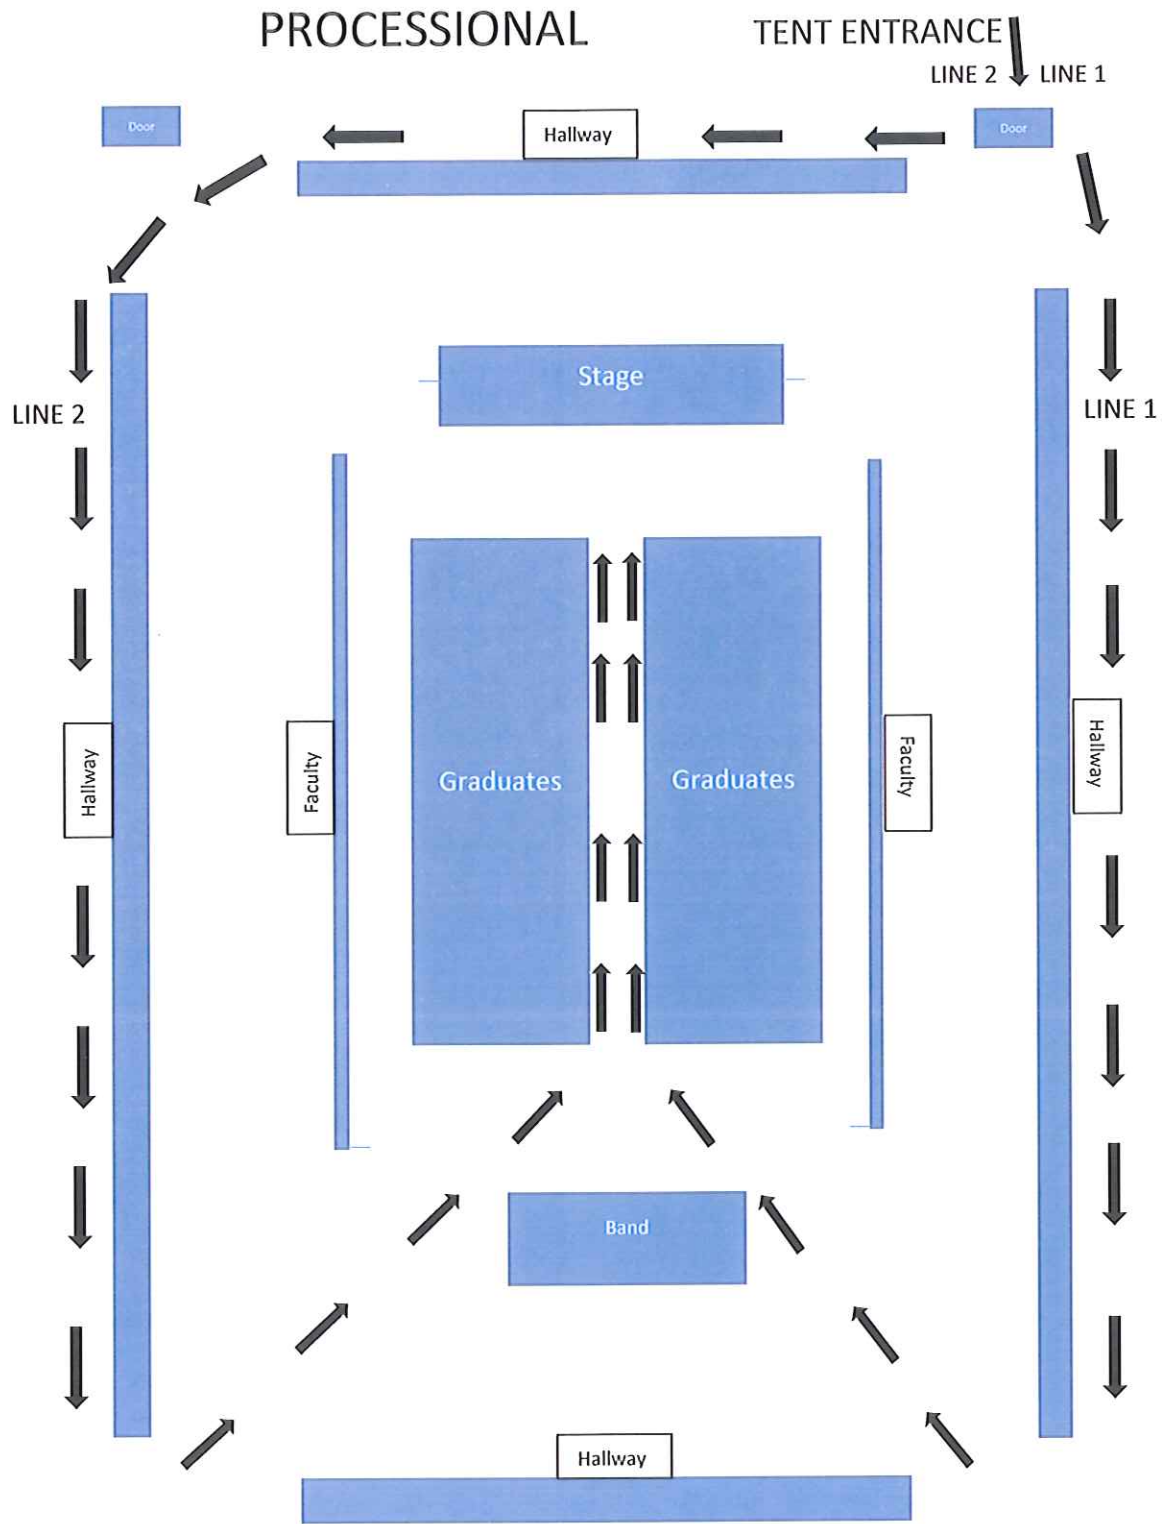 PROCESSIONAL
TENT ENTRANCE
LINE 2
LINE 1
Door
Hallway
Door
Stage
LINE 2
LINE 1
Hallway
Faculty
Graduates
Graduates
Faculty
Hallway
Band
Hallway